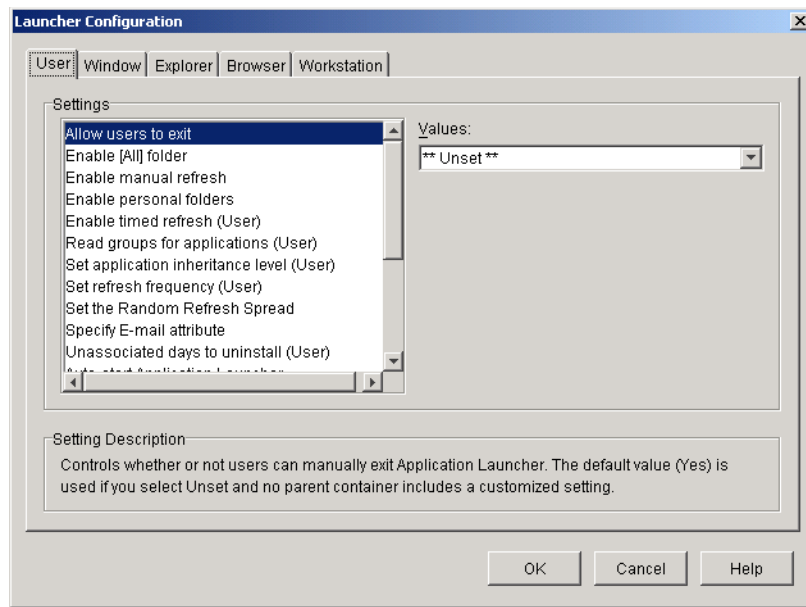 Launcher Configuration
User Window Explorer Browser Workstation
Settings
Allow users to exit
Enable [All] folder
Enable manual refresh
Enable personal folders
Enable timed refresh (User)
Read groups for applications (User)
Set application inheritance level (User)
Set refresh frequency (User)
Set the Random Refresh Spread
Specify E-mail attribute
Unassociated days to uninstall (User)
Auto-start Application Launcher
Values:
** Unset **
Setting Description
Controls whether or not users can manually exit Application Launcher. The default value (Yes) is
used if you select Unset and no parent container includes a customized setting.
OK Cancel Help